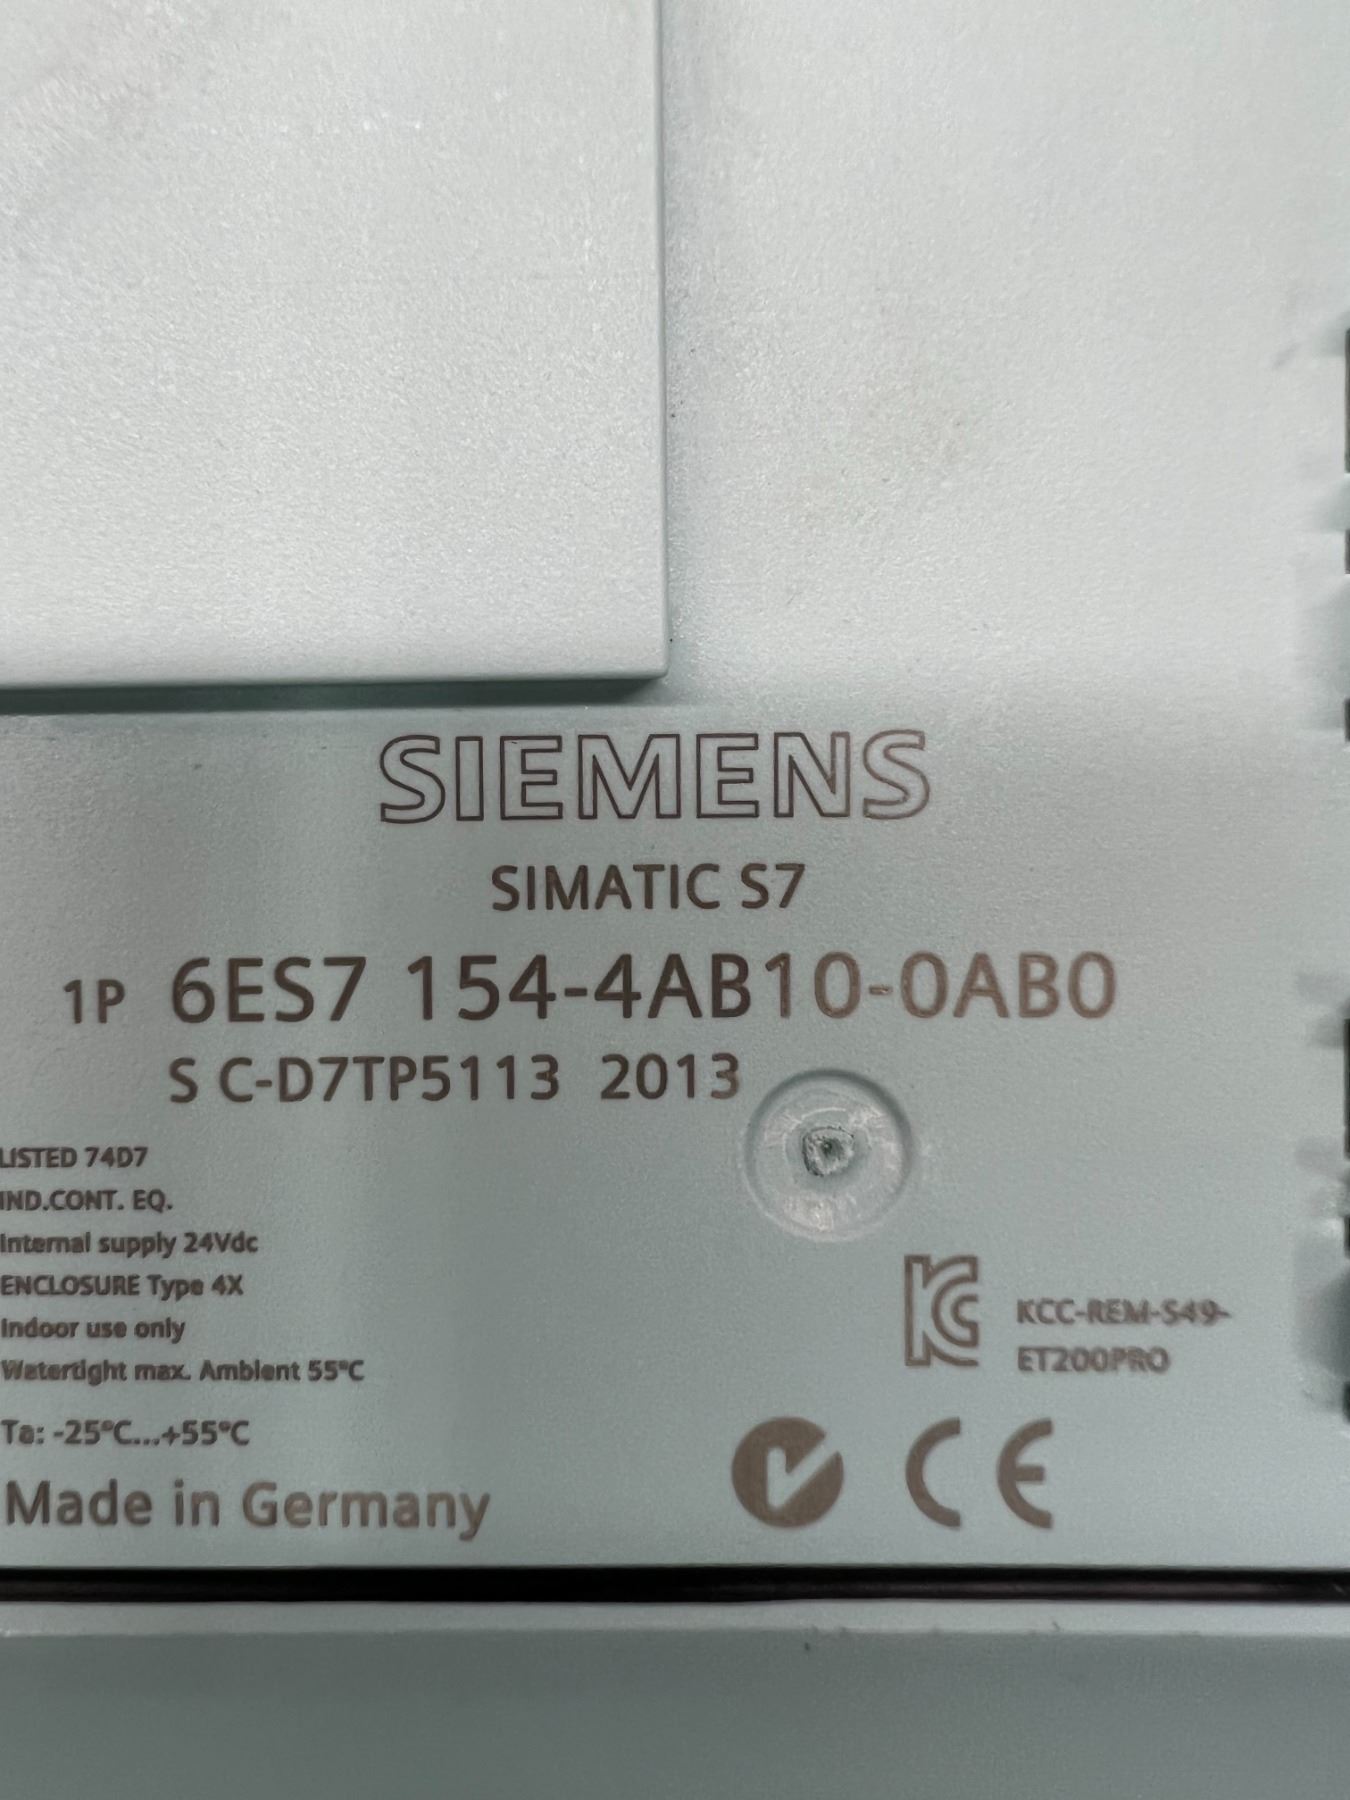 SIEMENS
SIMATIC S7
1P 6ES7 154-4AB10-0AB0
S C-D7TP5113 2013
LISTED 74D7
IND.CONT. EQ.
Internal supply 24Vdc
ENCLOSURE Type 4X
Indoor use only
Watertight max. Ambient 55°C
Ta: -25°C...+55°C
Made in Germany
KC
KCC-REM-S49-
ET200PRO
CE